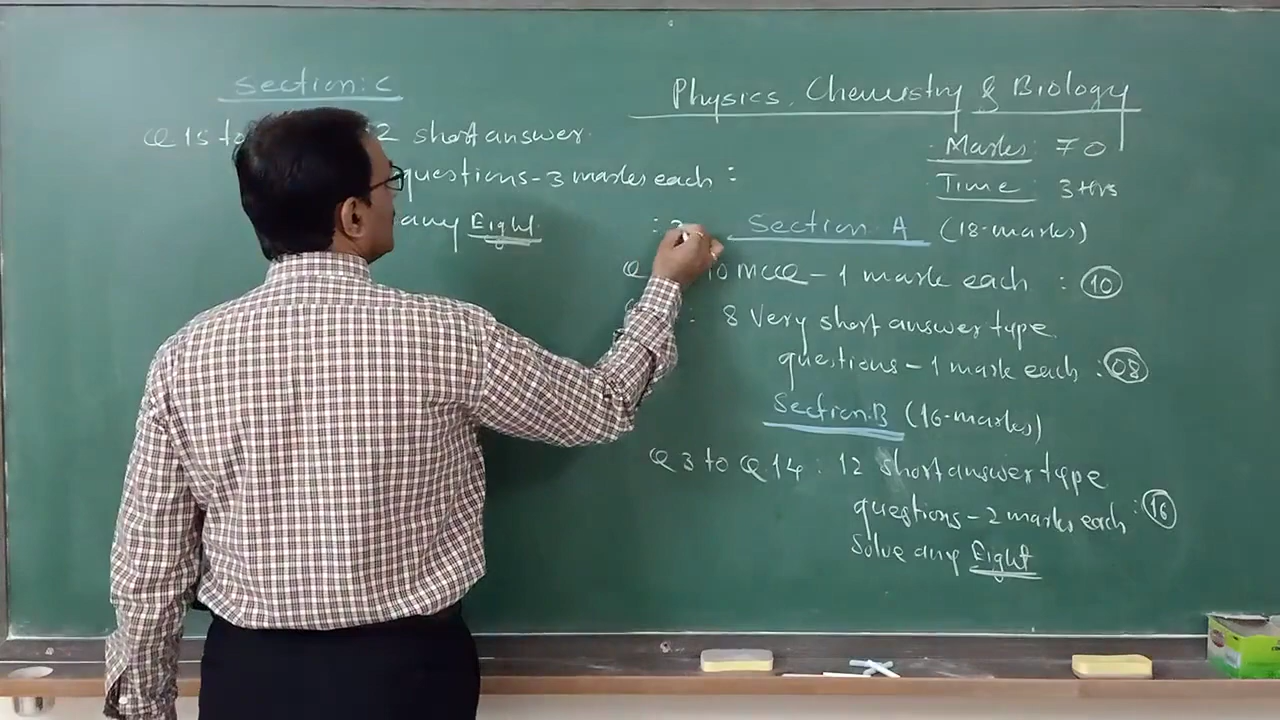 Section: C
Q 15 to 12 short answer
questions - 3 marks each :
any Eight
Physics, Chemistry & Biology
Marks: 70
Time: 3 Hrs
Section: A (18-marks)
Q 10 MCQ - 1 mark each : 10
: 8 Very short answer type
questions - 1 mark each : 08
Section: B (16-marks)
Q 3 to Q 14 : 12 short answer type
questions - 2 marks each : 16
Solve any Eight